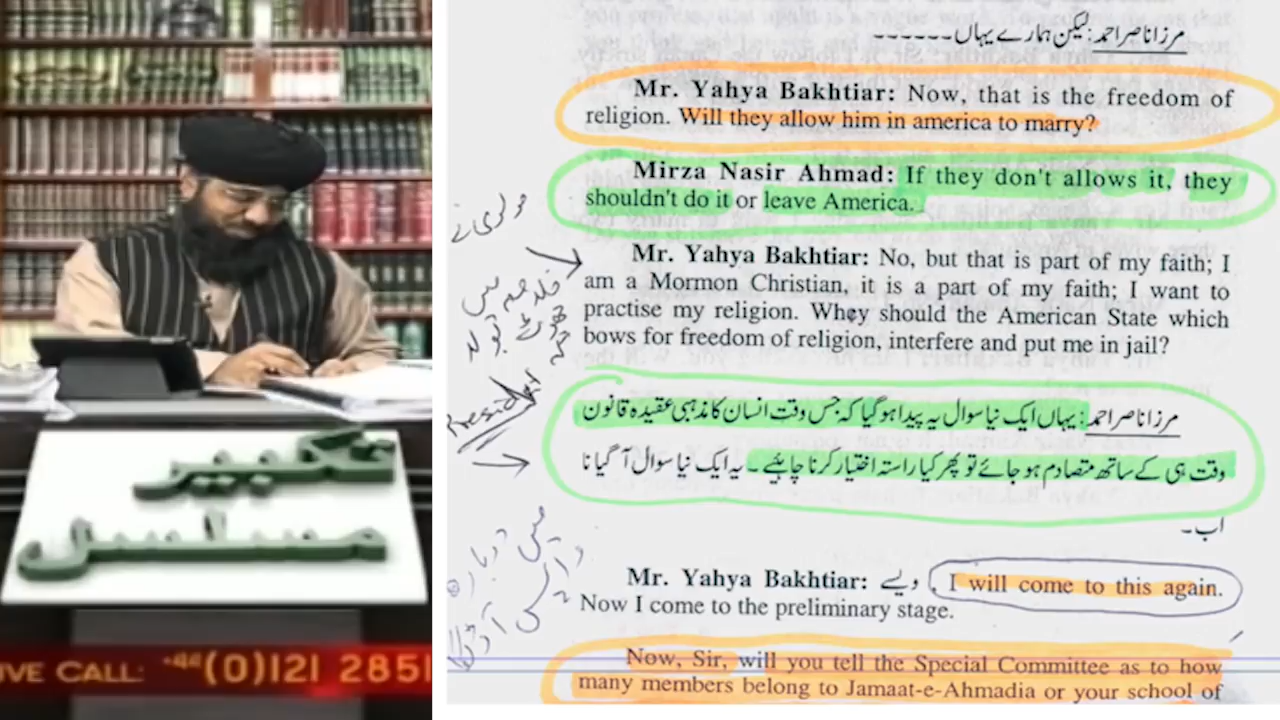 مرزا ناصر احمد: لیکن ہمارے یہاں ------
Mr. Yahya Bakhtiar: Now, that is the freedom of
religion. Will they allow him in america to marry?
Mirza Nasir Ahmad: If they don't allows it, they
shouldn't do it or leave America.
Mr. Yahya Bakhtiar: No, but that is part of my faith; I
am a Mormon Christian, it is a part of my faith; I want to
practise my religion. Whey should the American State which
bows for freedom of religion, interfere and put me in jail?
مرزا ناصر احمد: یہاں ایک نیا سوال یہ پیدا ہو گیا کہ جس وقت انسان کا مذہبی عقیدہ قانون
وقت ہی کے ساتھ متصادم ہو جائے تو پھر کیا راستہ اختیار کرنا چاہیئے۔ یہ ایک نیا سوال آ گیا نا
اب۔
Mr. Yahya Bakhtiar: ویسے, I will come to this again.
Now I come to the preliminary stage.
Now, Sir, will you tell the Special Committee as to how
many members belong to Jamaat-e-Ahmadia or your school of
تکبیر
مسلسل
IVE CALL: +44(0)121 2851